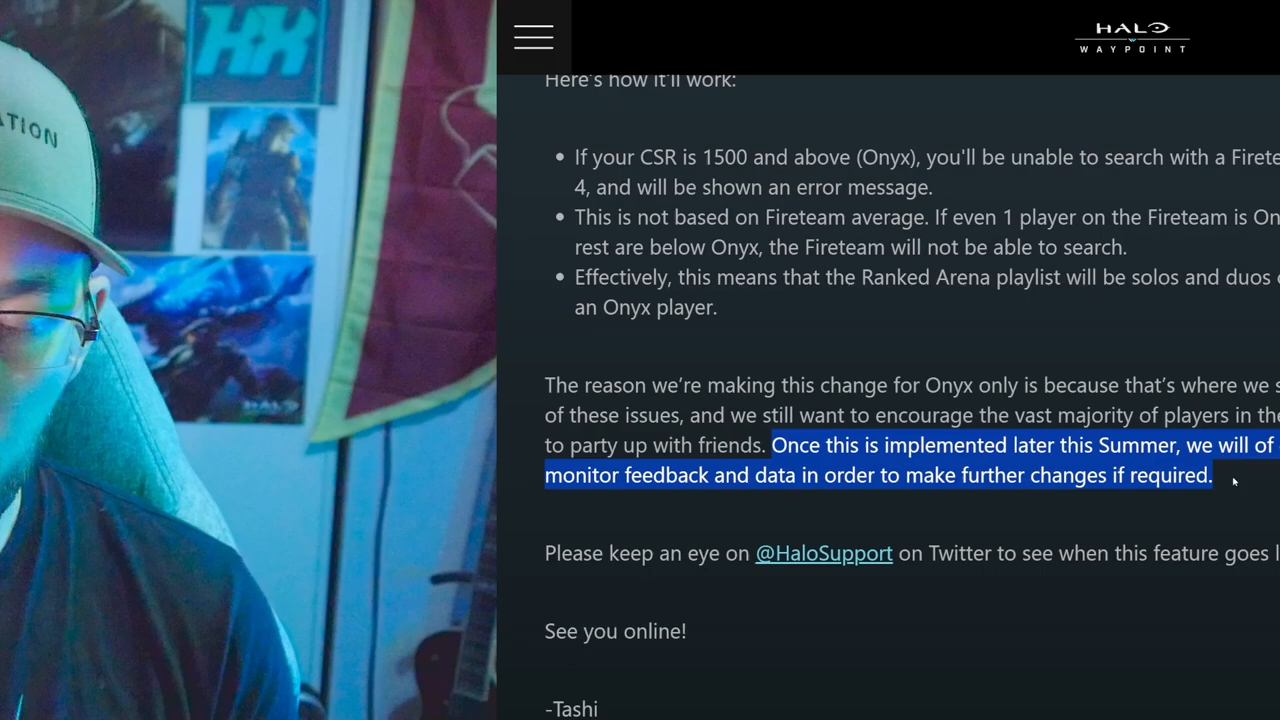 ATION
HX
HALO
HALO
WAYPOINT
Here's how it'll work:
If your CSR is 1500 and above (Onyx), you'll be unable to search with a Firete
4, and will be shown an error message.
This is not based on Fireteam average. If even 1 player on the Fireteam is On
rest are below Onyx, the Fireteam will not be able to search.
Effectively, this means that the Ranked Arena playlist will be solos and duos
an Onyx player.
The reason we're making this change for Onyx only is because that's where we s
of these issues, and we still want to encourage the vast majority of players in the
to party up with friends. Once this is implemented later this Summer, we will of
monitor feedback and data in order to make further changes if required.
Please keep an eye on @HaloSupport on Twitter to see when this feature goes l
See you online!
-Tashi